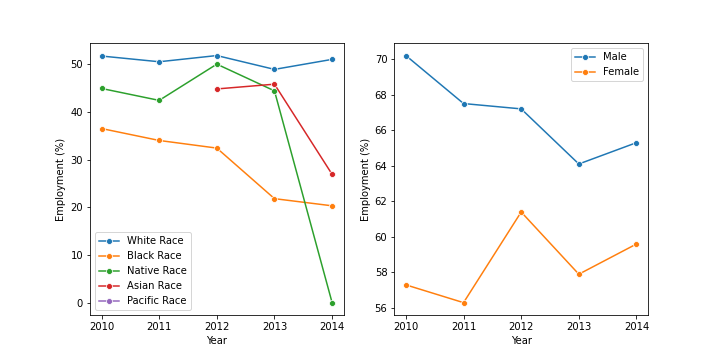 50
40
30
20
10
0
Employment (%)
White Race
Black Race
Native Race
Asian Race
Pacific Race
2010 2011 2012 2013 2014
Year
70
68
66
64
62
60
58
56
Employment (%)
Male
Female
2010 2011 2012 2013 2014
Year